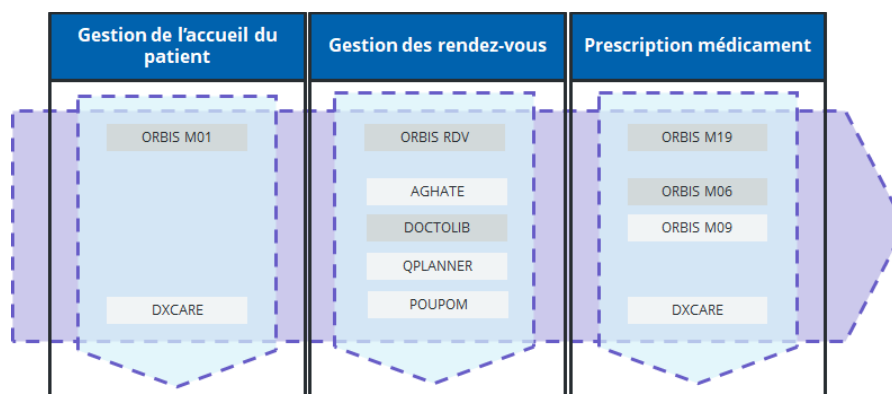 Gestion de l'accueil du
patient
Gestion des rendez-vous
Prescription médicament
ORBIS M01
DXCARE
ORBIS RDV
AGHATE
DOCTOLIB
QPLANNER
POUPOM
ORBIS M19
ORBIS M06
ORBIS M09
DXCARE